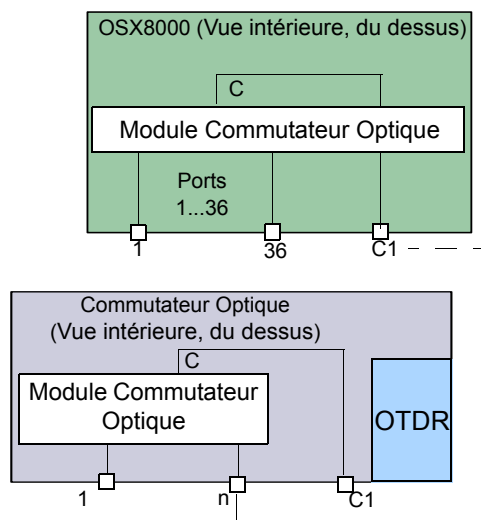 OSX8000 (Vue intérieure, du dessus)
C
Module Commutateur Optique
Ports
1...36
1
36
C1
Commutateur Optique
(Vue intérieure, du dessus)
C
Module Commutateur
Optique
OTDR
1
n
C1